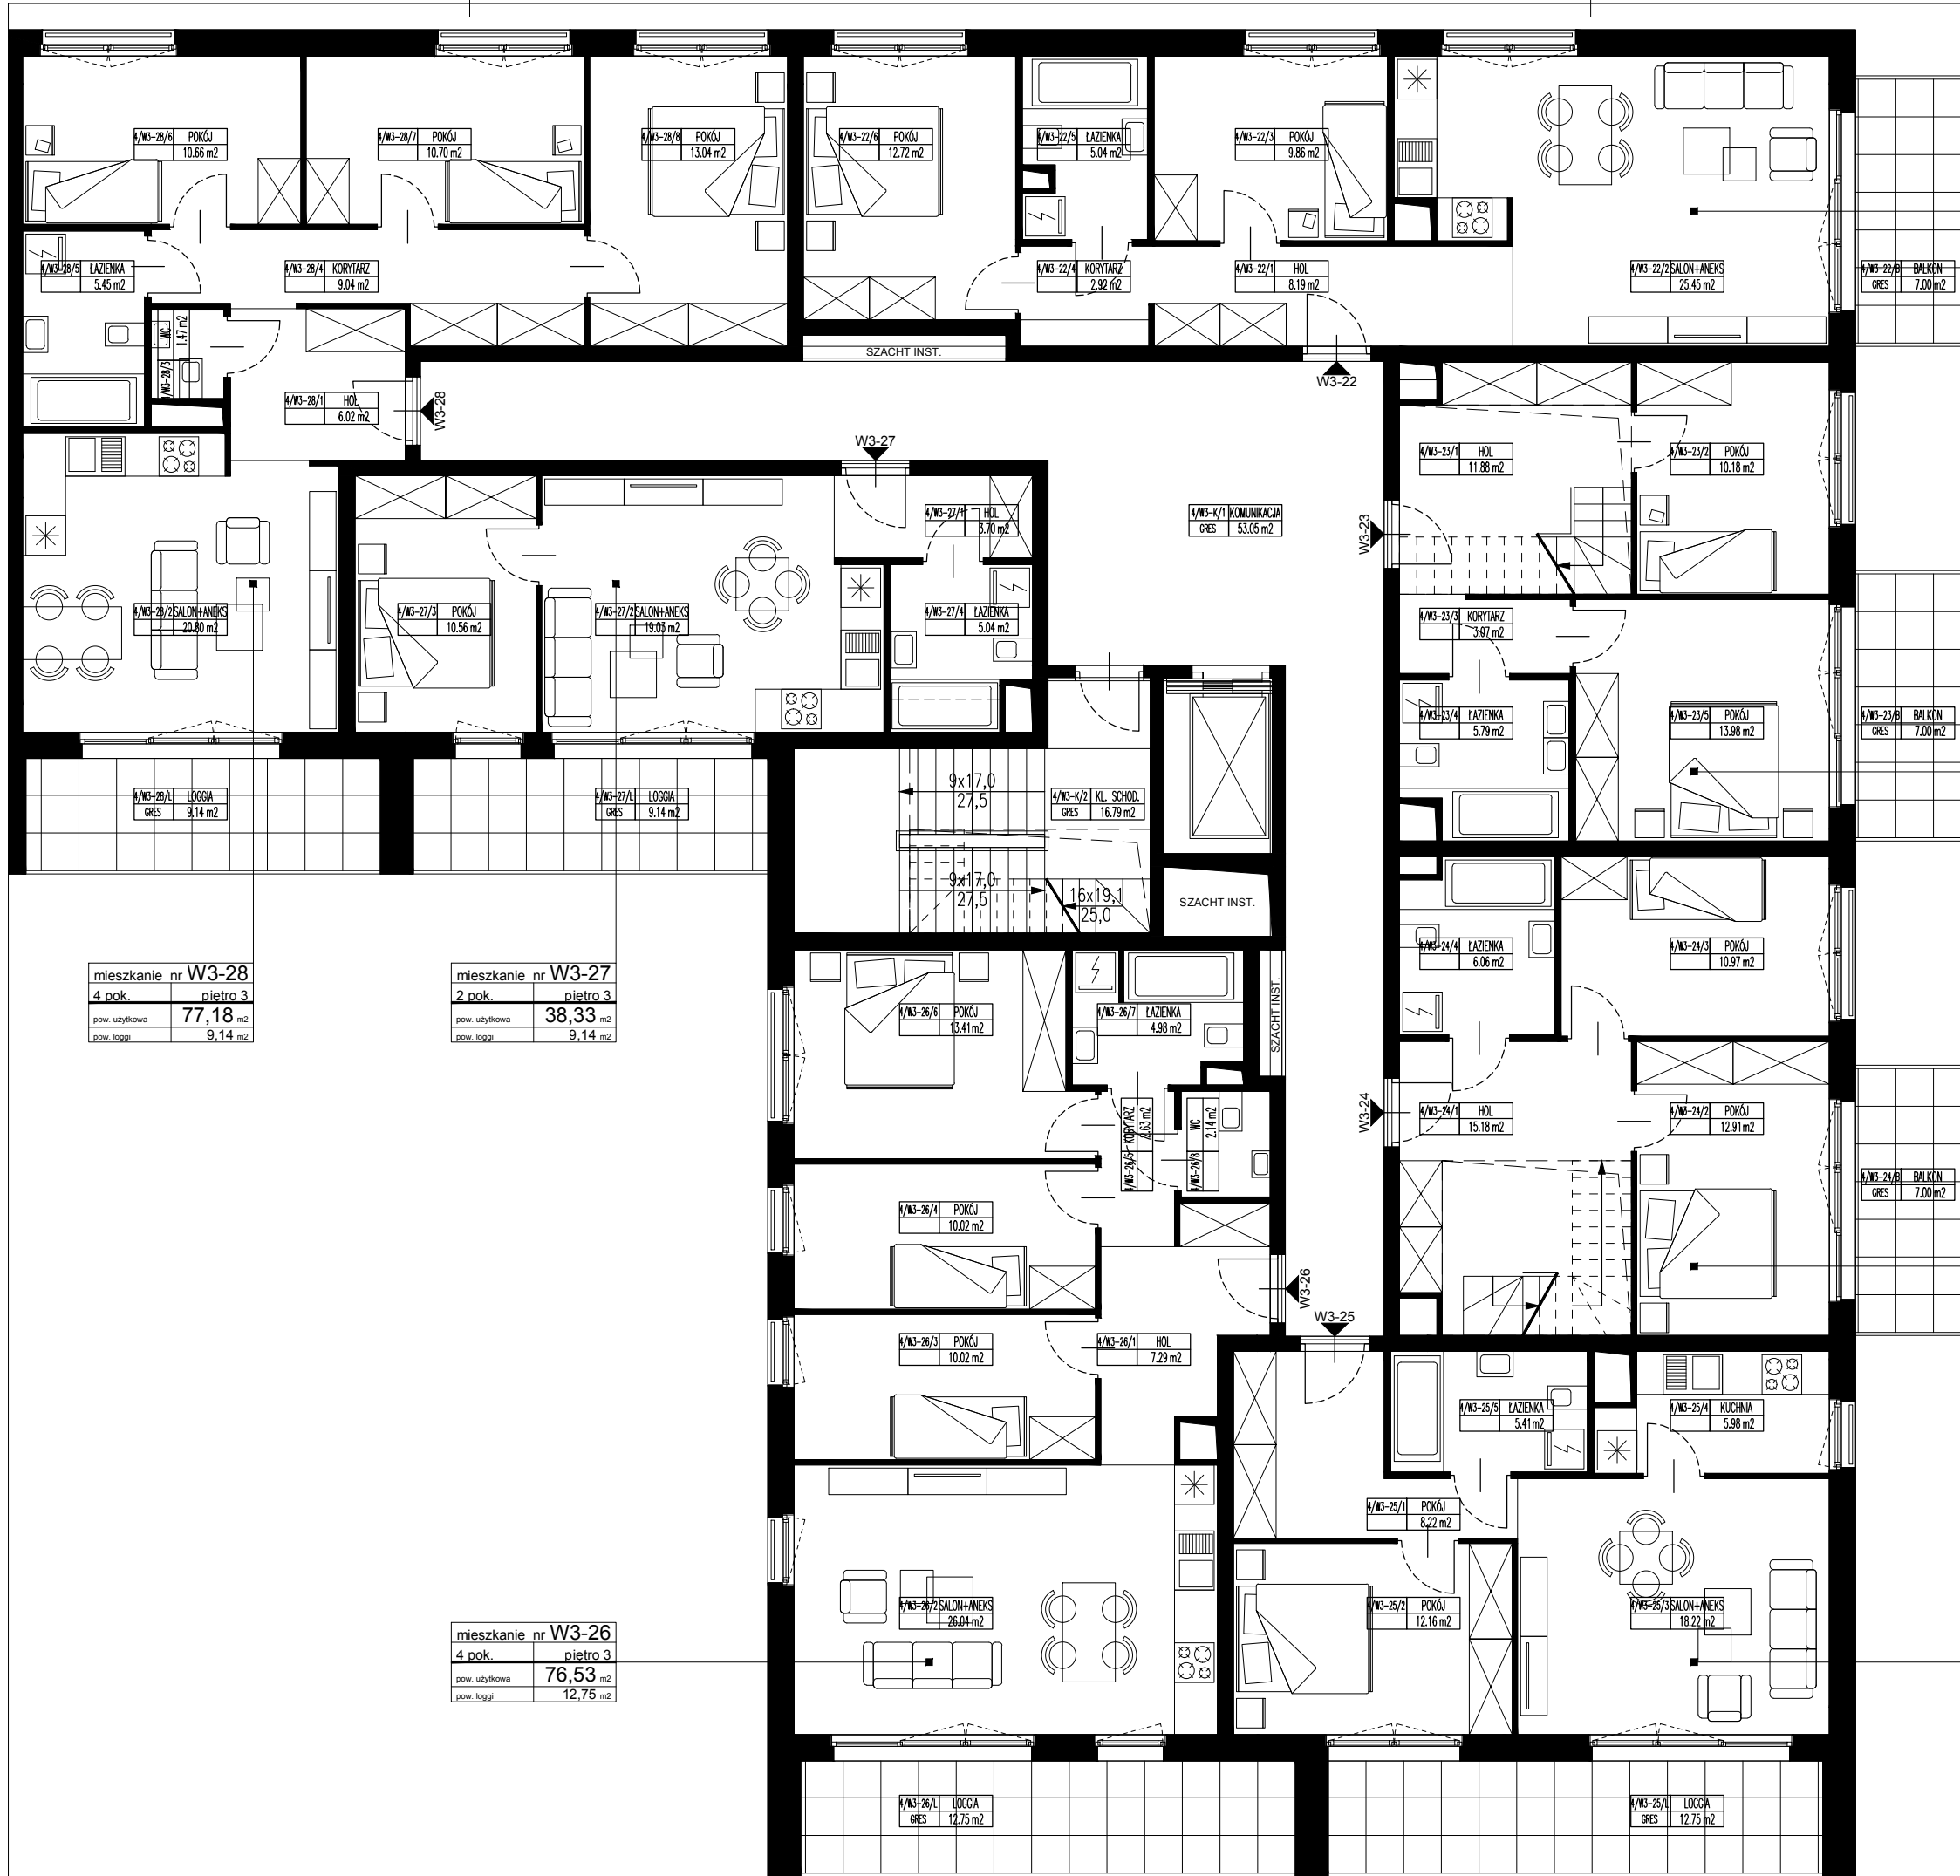 4/W3-28/6 POKÓJ
10.66 m2
4/W3-28/7 POKÓJ
10.70 m2
4/W3-28/8 POKÓJ
13.04 m2
4/W3-22/6 POKÓJ
12.72 m2
4/W3-22/5 ŁAZIENKA
5.04 m2
4/W3-22/3 POKÓJ
9.86 m2
4/W3-28/5 ŁAZIENKA
5.45 m2
4/W3-28/4 KORYTARZ
9.04 m2
4/W3-22/4 KORYTARZ
2.92 m2
4/W3-22/1 HOL
8.19 m2
4/W3-22/2 SALON+ANEKS
25.45 m2
4/W3-22/B BALKON
GRES 7.00 m2
4/W3-28/3 WC
1.47 m2
SZACHT INST.
W3-22
4/W3-28/1 HOL
6.02 m2
W3-28
W3-27
4/W3-23/1 HOL
11.88 m2
4/W3-23/2 POKÓJ
10.18 m2
4/W3-27/1 HOL
3.70 m2
4/W3-K/1 KOMUNIKACJA
GRES 53.05 m2
W3-23
4/W3-28/2 SALON+ANEKS
20.80 m2
4/W3-27/3 POKÓJ
10.56 m2
4/W3-27/2 SALON+ANEKS
19.03 m2
4/W3-27/4 ŁAZIENKA
5.04 m2
4/W3-23/3 KORYTARZ
3.07 m2
4/W3-23/4 ŁAZIENKA
5.79 m2
4/W3-23/5 POKÓJ
13.98 m2
4/W3-23/B BALKON
GRES 7.00 m2
4/W3-28/L LOGGIA
GRES 9.14 m2
4/W3-27/L LOGGIA
GRES 9.14 m2
9x17,0
27,5
4/W3-K/2 KL. SCHOD.
GRES 16.79 m2
9x17,0
27,5
16x19,1
25,0
SZACHT INST.
4/W3-24/4 ŁAZIENKA
6.06 m2
4/W3-24/3 POKÓJ
10.97 m2
mieszkanie nr W3-28
4 pok. piętro 3
pow. użytkowa 77,18 m2
pow. loggi 9,14 m2
mieszkanie nr W3-27
2 pok. piętro 3
pow. użytkowa 38,33 m2
pow. loggi 9,14 m2
4/W3-26/6 POKÓJ
13.41 m2
4/W3-26/7 ŁAZIENKA
4.98 m2
SZACHT INST.
4/W3-26/5 KORYTARZ
2.63 m2
4/W3-26/8 WC
2.14 m2
W3-24
4/W3-24/1 HOL
15.18 m2
4/W3-24/2 POKÓJ
12.91 m2
4/W3-24/B BALKON
GRES 7.00 m2
4/W3-26/4 POKÓJ
10.02 m2
W3-26
W3-25
4/W3-26/3 POKÓJ
10.02 m2
4/W3-26/1 HOL
7.29 m2
4/W3-25/5 ŁAZIENKA
5.41 m2
4/W3-25/4 KUCHNIA
5.98 m2
4/W3-25/1 POKÓJ
8.22 m2
4/W3-26/2 SALON+ANEKS
26.04 m2
4/W3-25/2 POKÓJ
12.16 m2
4/W3-25/3 SALON+ANEKS
18.22 m2
mieszkanie nr W3-26
4 pok. piętro 3
pow. użytkowa 76,53 m2
pow. loggi 12,75 m2
4/W3-26/L LOGGIA
GRES 12.75 m2
4/W3-25/L LOGGIA
GRES 12.75 m2